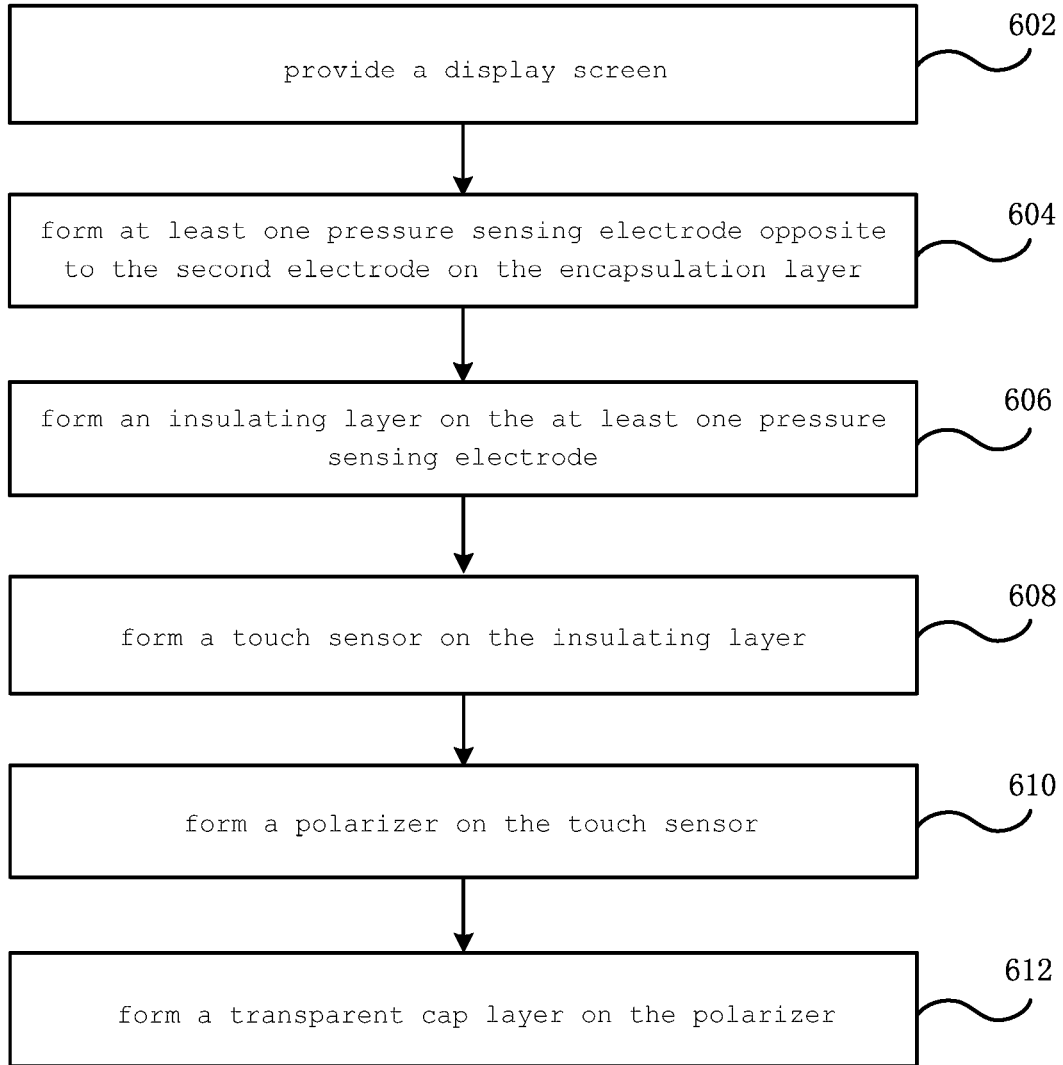 602
provide a display screen
604
form at least one pressure sensing electrode opposite
to the second electrode on the encapsulation layer
606
form an insulating layer on the at least one pressure
sensing electrode
608
form a touch sensor on the insulating layer
610
form a polarizer on the touch sensor
612
form a transparent cap layer on the polarizer